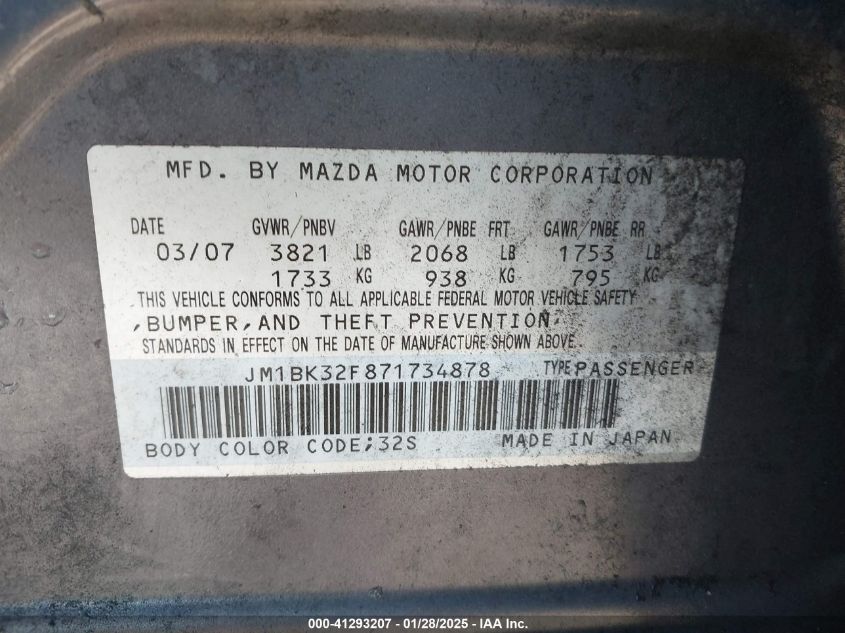 MFD. BY MAZDA MOTOR CORPORATION
DATE GVWR/PNBV GAWR/PNBE FRT GAWR/PNBE RR
03/07 3821 LB 2068 LB 1753 LB
1733 KG 938 KG 795 KG
THIS VEHICLE CONFORMS TO ALL APPLICABLE FEDERAL MOTOR VEHICLE SAFETY
,BUMPER,AND THEFT PREVENTION
STANDARDS IN EFFECT ON THE DATE OF MANUFACTURE SHOWN ABOVE.
JM1BK32F871734878 TYPE PASSENGER
BODY COLOR CODE;32S MADE IN JAPAN
000-41293207 - 01/28/2025 - IAA Inc.